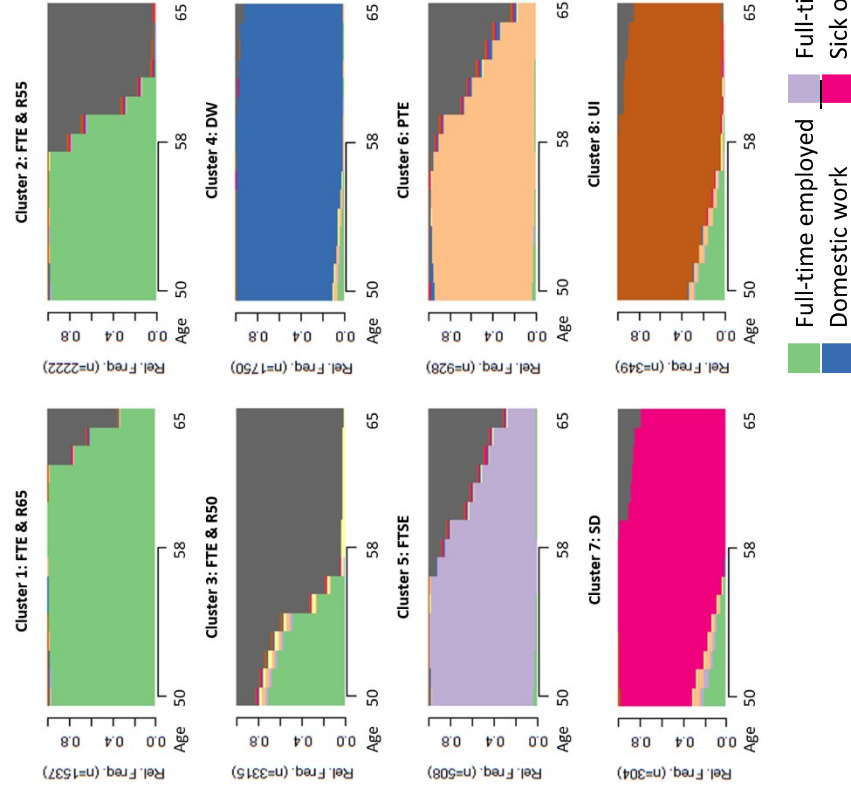 Cluster 1: FTE & R65
Rel. Freq. (n=1537)
0.0 0.4 0.8
Age
50 58 65
Cluster 2: FTE & R55
Rel. Freq. (n=2222)
0.0 0.4 0.8
Age
50 58 65
Cluster 3: FTE & R50
Rel. Freq. (n=3315)
0.0 0.4 0.8
Age
50 58 65
Cluster 4: DW
Rel. Freq. (n=1750)
0.0 0.4 0.8
Age
50 58 65
Cluster 5: FTSE
Rel. Freq. (n=508)
0.0 0.4 0.8
Age
50 58 65
Cluster 6: PTE
Rel. Freq. (n=928)
0.0 0.4 0.8
Age
50 58 65
Cluster 7: SD
Rel. Freq. (n=304)
0.0 0.4 0.8
Age
50 58 65
Cluster 8: UI
Rel. Freq. (n=349)
0.0 0.4 0.8
Age
50 58 65
Full-time employed
Full-ti
Domestic work
Sick o